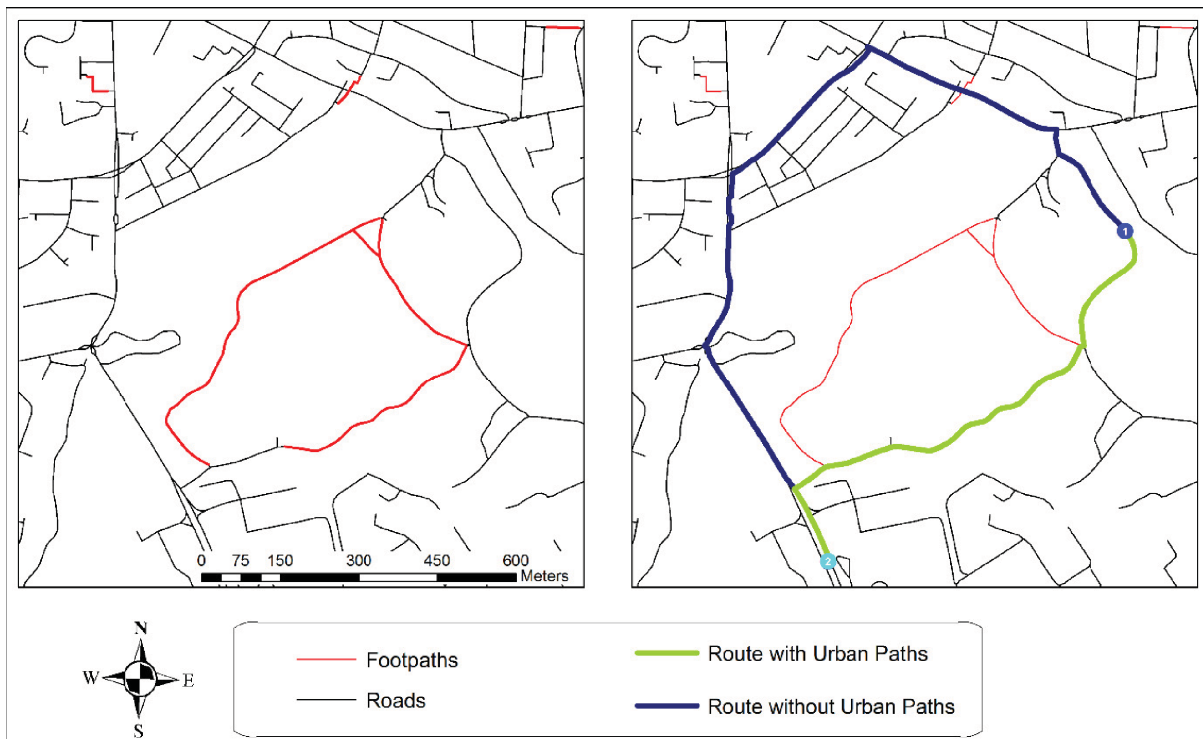 1
2
0 75 150 300 450 600
Meters
N
W E
S
Footpaths
Roads
Route with Urban Paths
Route without Urban Paths